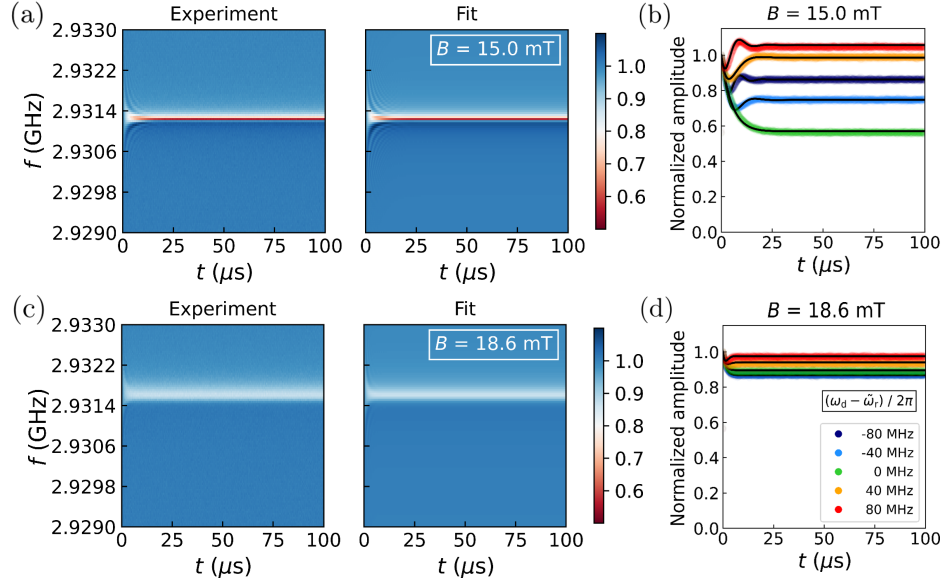 (a)
Experiment
Fit
B = 15.0 mT
2.9330
2.9322
2.9314
2.9306
2.9298
2.9290
f (GHz)
0 25 50 75 100
t (μs)
0 25 50 75 100
t (μs)
1.0
0.9
0.8
0.7
0.6
(b)
B = 15.0 mT
Normalized amplitude
1.0
0.8
0.6
0.4
0.2
0.0
0 25 50 75 100
t (μs)
(c)
Experiment
Fit
B = 18.6 mT
2.9330
2.9322
2.9314
2.9306
2.9298
2.9290
f (GHz)
0 25 50 75 100
t (μs)
0 25 50 75 100
t (μs)
1.0
0.9
0.8
0.7
0.6
(d)
B = 18.6 mT
Normalized amplitude
1.0
0.8
0.6
0.4
0.2
0.0
(ω_d − ω̃_r) / 2π
-80 MHz
-40 MHz
0 MHz
40 MHz
80 MHz
0 25 50 75 100
t (μs)